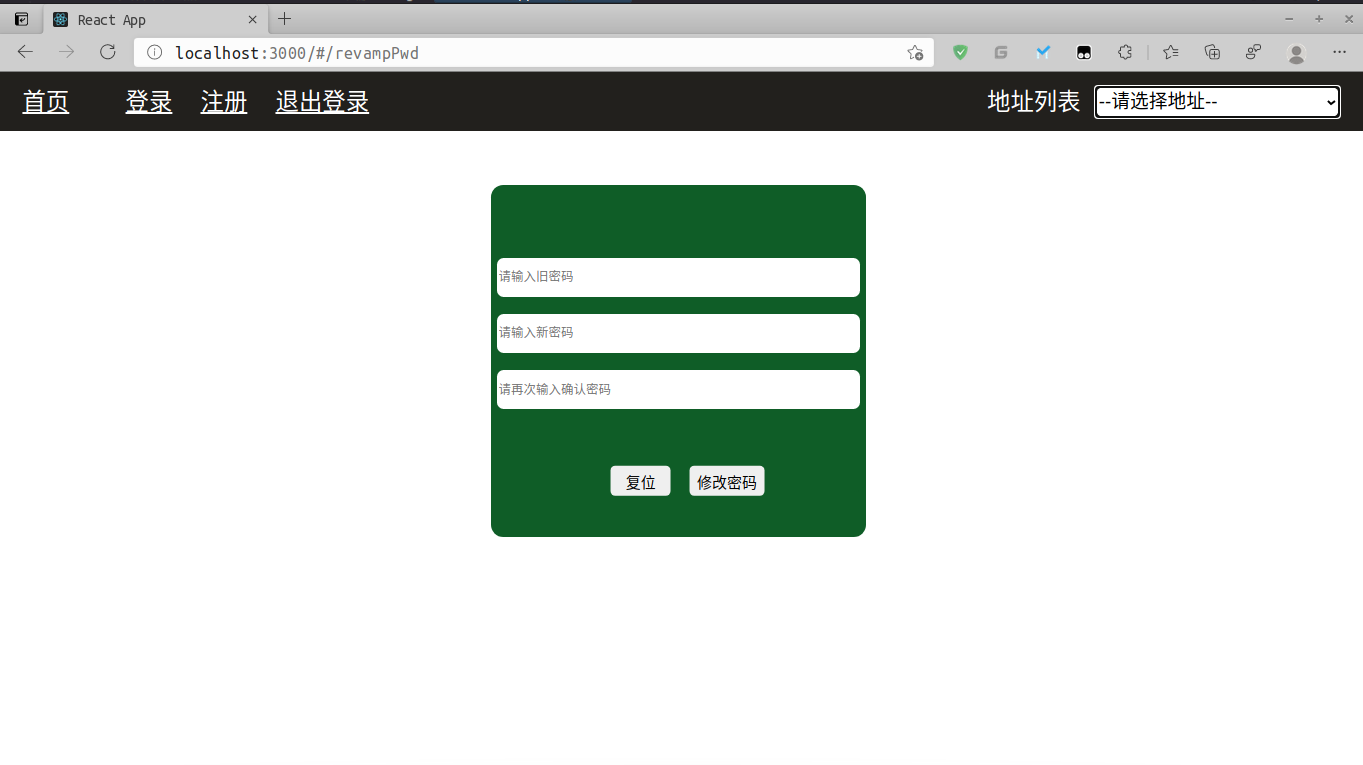 React App
localhost:3000/#/revampPwd
首页 登录 注册 退出登录 地址列表 --请选择地址--
请输入旧密码
请输入新密码
请再次输入确认密码
复位 修改密码